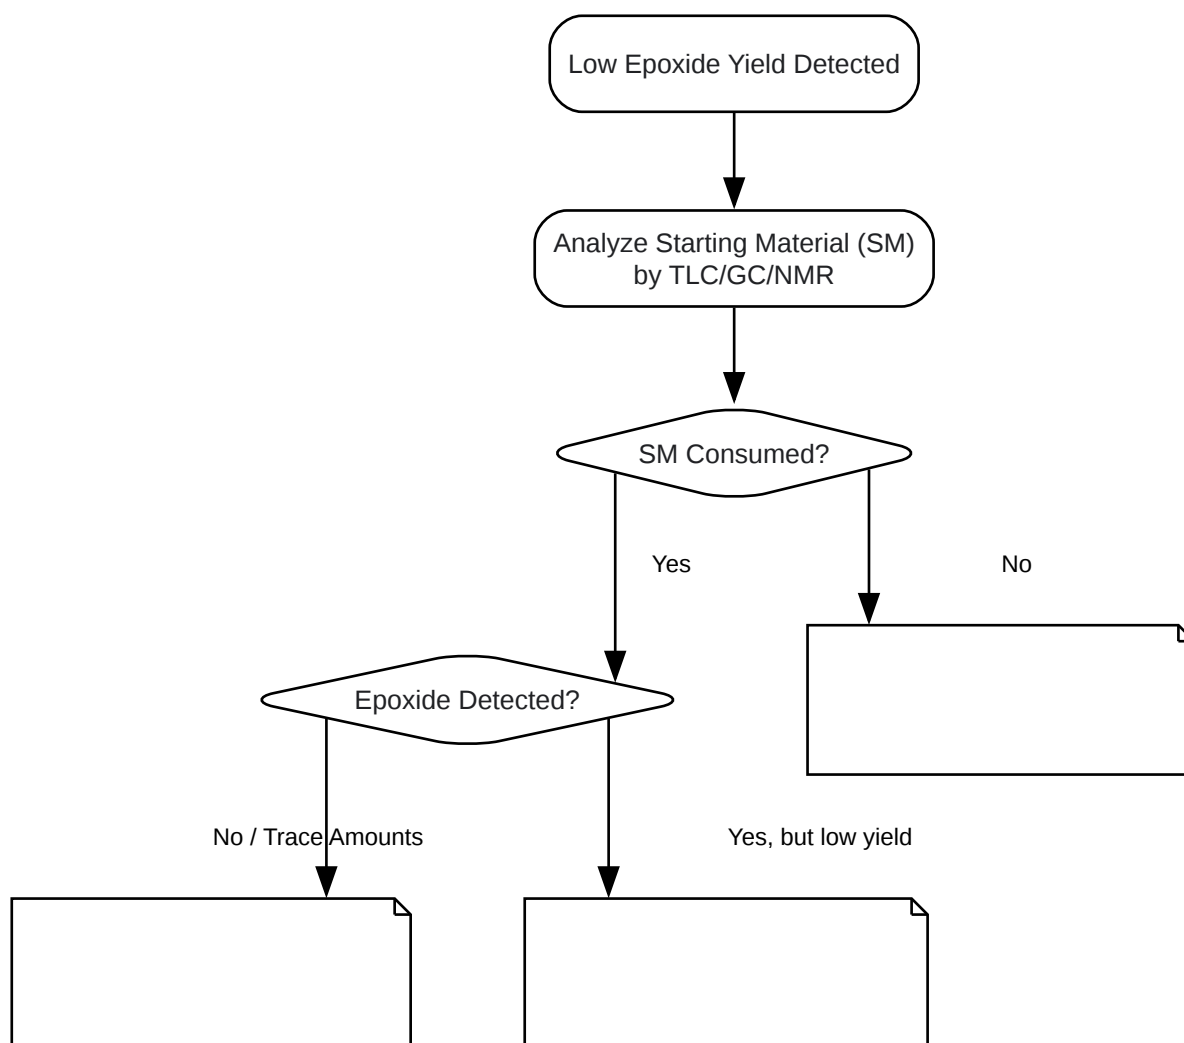 Low Epoxide Yield Detected
Analyze Starting Material (SM)
by TLC/GC/NMR
SM Consumed?
Yes
No
Epoxide Detected?
No / Trace Amounts
Yes, but low yield